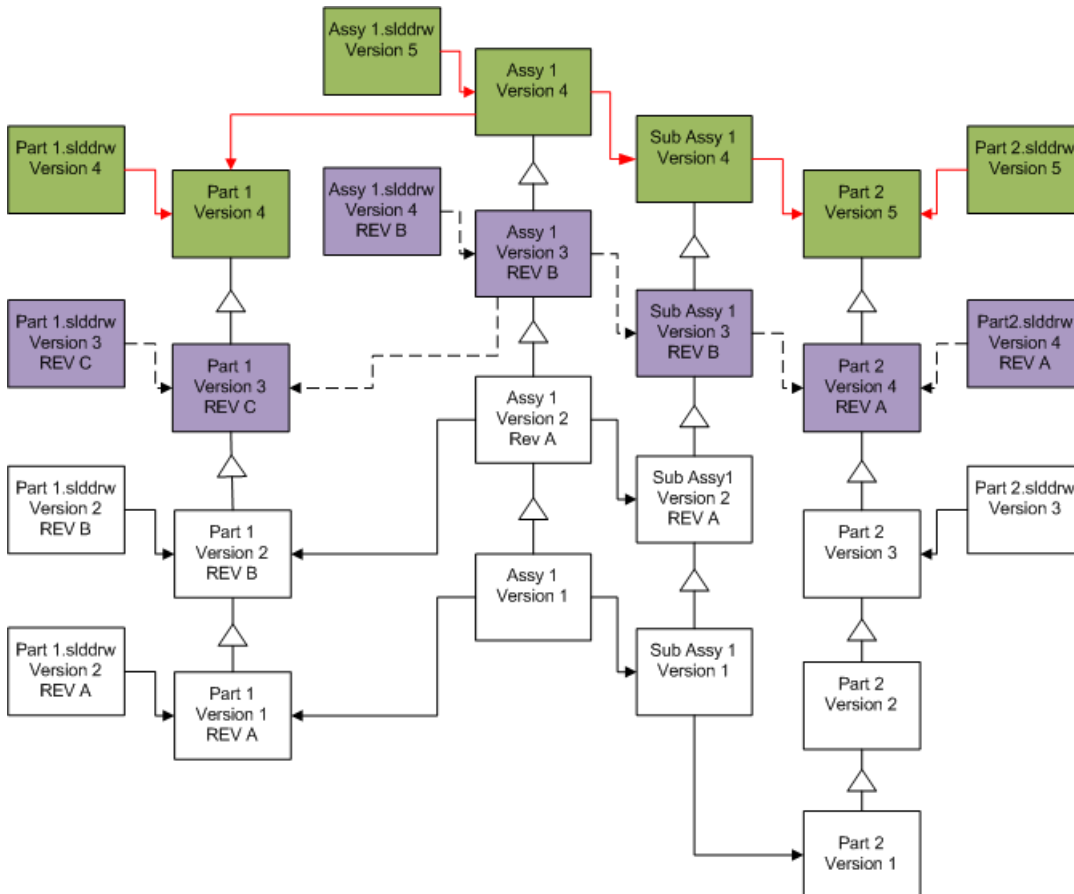 Assy 1.slddrw
Version 5
Assy 1
Version 4
Part 1.slddrw
Version 4
Part 1
Version 4
Sub Assy 1
Version 4
Part 2
Version 5
Part 2.slddrw
Version 5
Assy 1.slddrw
Version 4
REV B
Assy 1
Version 3
REV B
Part 1.slddrw
Version 3
REV C
Part 1
Version 3
REV C
Sub Assy 1
Version 3
REV B
Part 2
Version 4
REV A
Part2.slddrw
Version 4
REV A
Assy 1
Version 2
Rev A
Part 1.slddrw
Version 2
REV B
Part 1
Version 2
REV B
Sub Assy1
Version 2
REV A
Part 2
Version 3
Part 2.slddrw
Version 3
Assy 1
Version 1
Part 1.slddrw
Version 2
REV A
Part 1
Version 1
REV A
Sub Assy 1
Version 1
Part 2
Version 2
Part 2
Version 1